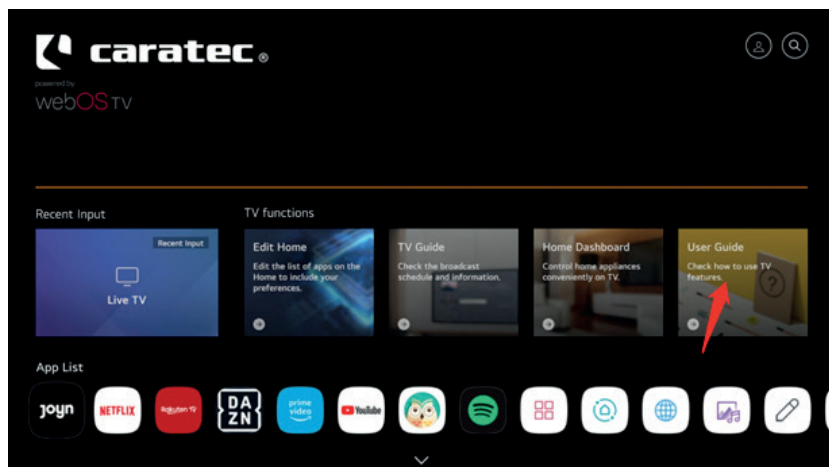 caratec®
powered by
webOS TV
Recent Input
TV functions
Recent Input
Live TV
Edit Home
Edit the list of apps on the
Home to include your
preferences.
TV Guide
Check the broadcast
schedule and information.
Home Dashboard
Control home appliances
conveniently on TV.
User Guide
Check how to use TV
features.
?
App List
Joyn
NETFLIX
Rakuten TV
DA
ZN
prime
video
YouTube